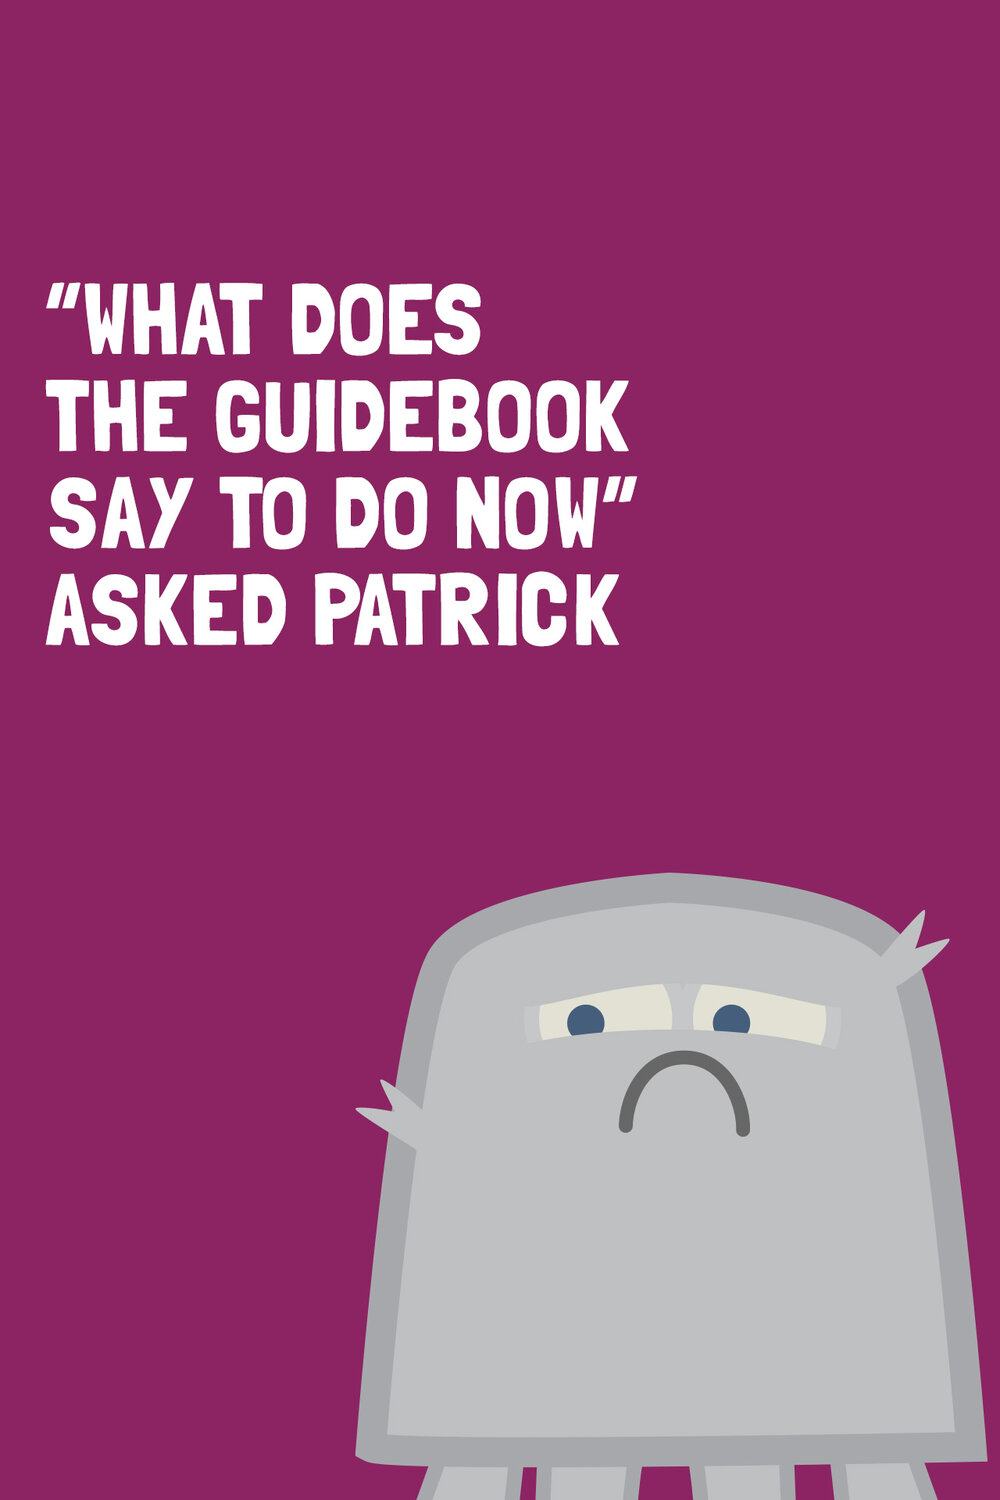 “WHAT DOES
THE GUIDEBOOK
SAY TO DO NOW”
ASKED PATRICK